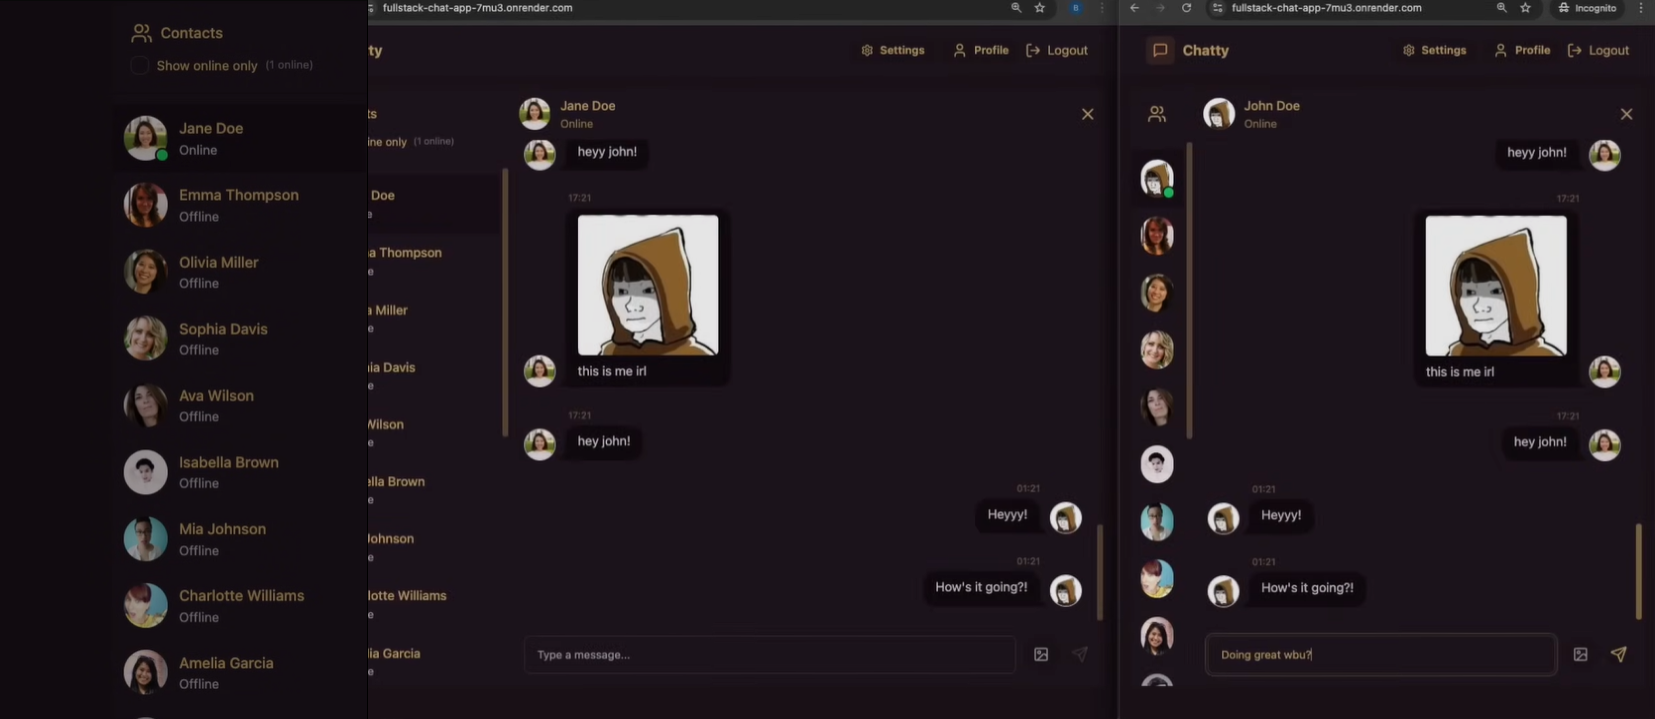 Contacts
Show online only (1 online)
Jane Doe
Online
Emma Thompson
Offline
Olivia Miller
Offline
Sophia Davis
Offline
Ava Wilson
Offline
Isabella Brown
Offline
Mia Johnson
Offline
Charlotte Williams
Offline
Amelia Garcia
Offline
fullstack-chat-app-7mu3.onrender.com
6
tty
Settings
Profile
Logout
ts
ine only (1 online)
Doe
e
a Thompson
e
a Miller
e
ia Davis
e
Wilson
e
ella Brown
e
Johnson
e
lotte Williams
e
lia Garcia
e
Jane Doe
Online
heyy john!
17:21
this is me irl
17:21
hey john!
01:21
Heyyy!
01:21
How's it going?!
Type a message...
fullstack-chat-app-7mu3.onrender.com
Incognito
Chatty
Settings
Profile
Logout
John Doe
Online
heyy john!
17:21
this is me irl
17:21
hey john!
01:21
Heyyy!
01:21
How's it going?!
Doing great wbu?